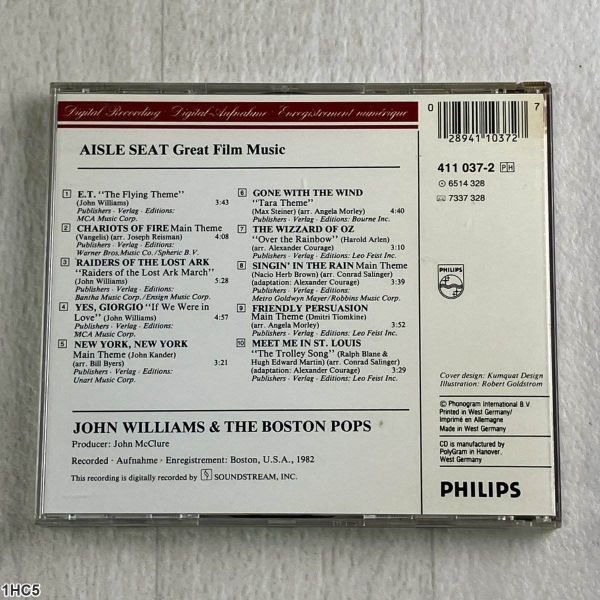 Digital Recording · Digital-Aufnahme · Enregistrement numérique
AISLE SEAT Great Film Music
1 E.T. "The Flying Theme"
(John Williams) 3:43
Publishers · Verlag · Editions:
MCA Music Corp.
2 CHARIOTS OF FIRE Main Theme
(Vangelis) (arr. Joseph Reisman) 4:08
Publishers · Verlag · Editions:
Warner Bros. Music Co./Spheric B.V.
3 RAIDERS OF THE LOST ARK
"Raiders of the Lost Ark March"
(John Williams) 5:28
Publishers · Verlag · Editions:
Bantha Music Corp./Ensign Music Corp.
4 YES, GIORGIO "If We Were in
Love" (John Williams) 4:57
Publishers · Verlag · Editions:
MCA Music Corp.
5 NEW YORK, NEW YORK
Main Theme (John Kander)
(arr. Bill Byers) 3:21
Publishers · Verlag · Editions:
Unart Music Corp.
6 GONE WITH THE WIND
"Tara Theme"
(Max Steiner) (arr. Angela Morley) 4:40
Publishers · Verlag · Editions: Bourne Inc.
7 THE WIZZARD OF OZ
"Over the Rainbow" (Harold Arlen)
(arr. Alexander Courage) 3:10
Publishers · Verlag · Editions: Leo Feist Inc.
8 SINGIN' IN THE RAIN Main Theme
(Nacio Herb Brown) (arr. Conrad Salinger)
(adaptation: Alexander Courage) 3:39
Publishers · Verlag · Editions:
Metro Goldwyn Mayer/Robbins Music Corp.
9 FRIENDLY PERSUASION
Main Theme (Dmitri Tiomkine)
(arr. Angela Morley) 3:52
Publishers · Verlag · Editions: Leo Feist Inc.
10 MEET ME IN ST. LOUIS
"The Trolley Song" (Ralph Blane &
Hugh Edward Martin) (arr. Conrad Salinger)
(adaptation: Alexander Courage) 3:29
Publishers · Verlag · Editions: Leo Feist Inc.
JOHN WILLIAMS & THE BOSTON POPS
Producer: John McClure
Recorded · Aufnahme · Enregistrement: Boston, U.S.A., 1982
This recording is digitally recorded by S SOUNDSTREAM, INC.
0 28941 10372 7
411 037-2 PH
6514 328
7337 328
PHILIPS
Cover design: Kumquat Design
Illustration: Robert Goldstrom
℗ Phonogram International B.V.
Printed in West Germany/
Imprimé en Allemagne
Made in West Germany
CD is manufactured by
PolyGram in Hanover,
West Germany
PHILIPS
1HC5